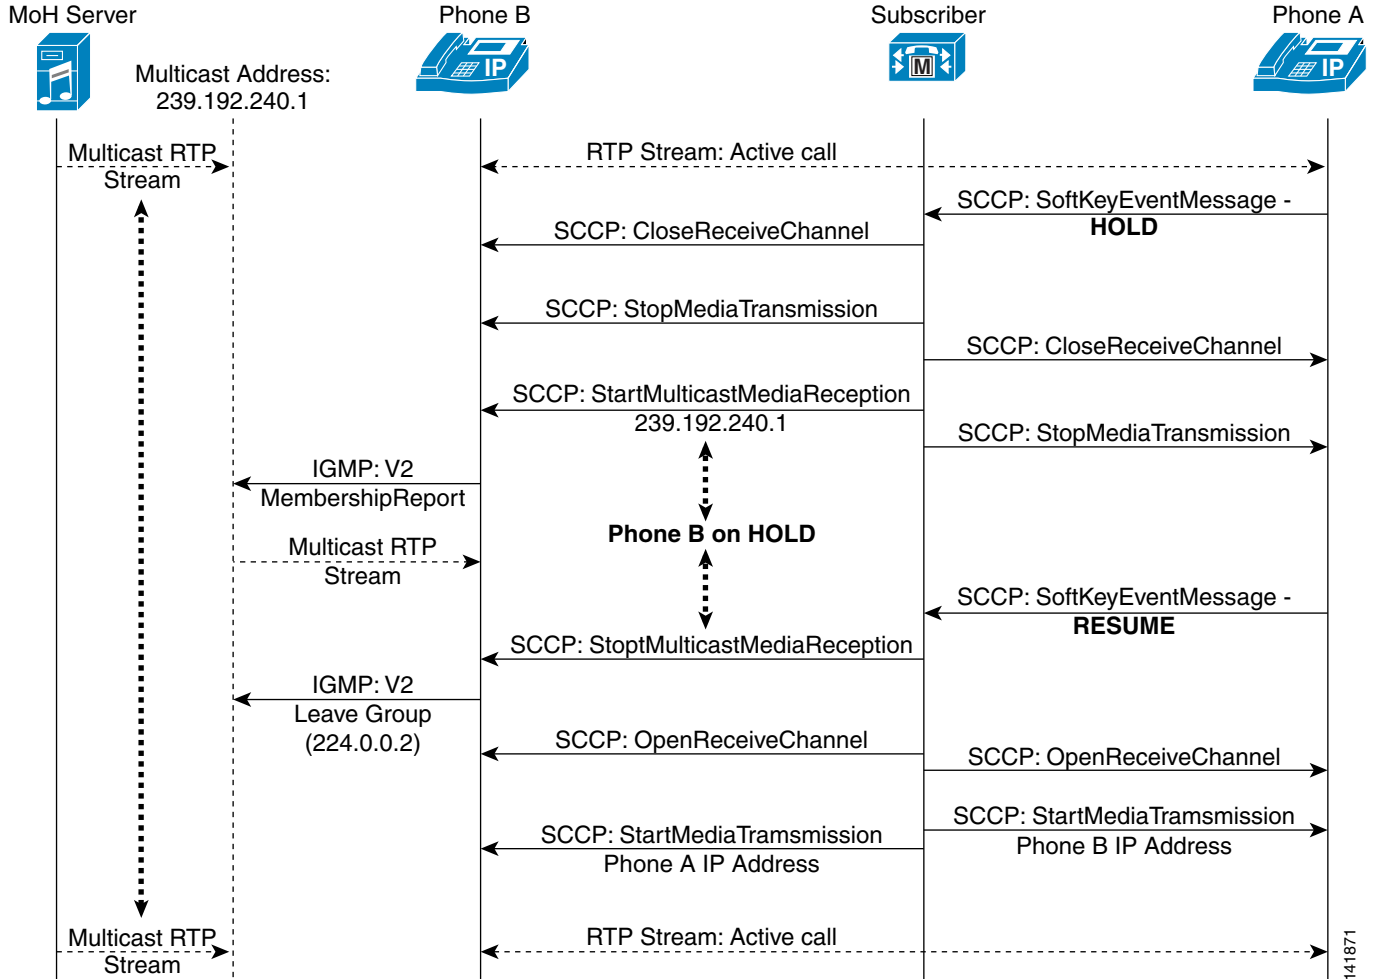 MoH Server
Phone B
Subscriber
Phone A
Multicast Address:
239.192.240.1
IP
M
IP
Multicast RTP
Stream
RTP Stream: Active call
SCCP: SoftKeyEventMessage -
HOLD
SCCP: CloseReceiveChannel
SCCP: StopMediaTransmission
SCCP: CloseReceiveChannel
SCCP: StartMulticastMediaReception
239.192.240.1
SCCP: StopMediaTransmission
IGMP: V2
MembershipReport
Phone B on HOLD
Multicast RTP
Stream
SCCP: SoftKeyEventMessage -
RESUME
SCCP: StoptMulticastMediaReception
IGMP: V2
Leave Group
(224.0.0.2)
SCCP: OpenReceiveChannel
SCCP: OpenReceiveChannel
SCCP: StartMediaTramsmission
Phone B IP Address
SCCP: StartMediaTramsmission
Phone A IP Address
Multicast RTP
Stream
RTP Stream: Active call
141871